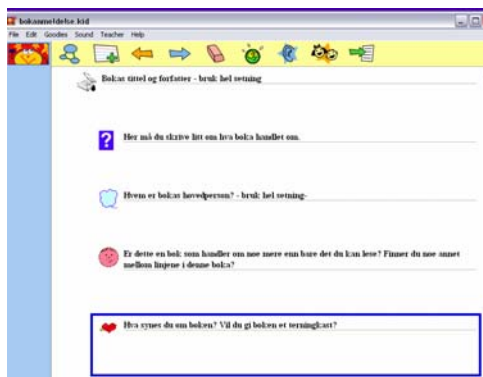 bokanmeldelse.kid
File Edit Goodies Sound Teacher Help
Bokas tittel og forfatter - bruk hel setning
?
Her må du skrive litt om hva boka handlet om.
Hvem er bokas hovedperson? - bruk hel setning-
Er dette en bok som handler om noe mere enn bare det du kan lese? Finner du noe annet
mellom linjene i denne boka?
Hva synes du om boken? Vil du gi boken et terningkast?